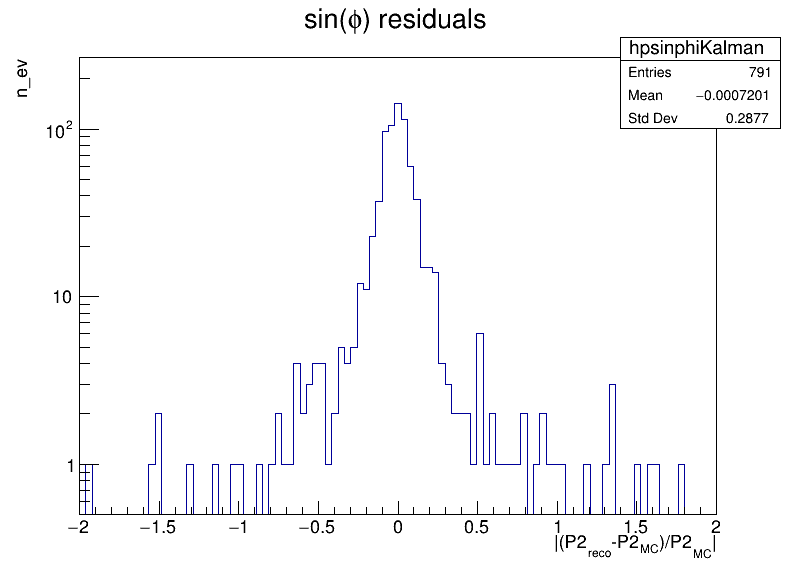 sin(ϕ) residuals
hpsinphiKalman
Entries 791
Mean −0.0007201
Std Dev 0.2877
n_ev
10²
10
1
−2 −1.5 −1 −0.5 0 0.5 1 1.5 2
|(P2reco-P2MC)/P2MC|